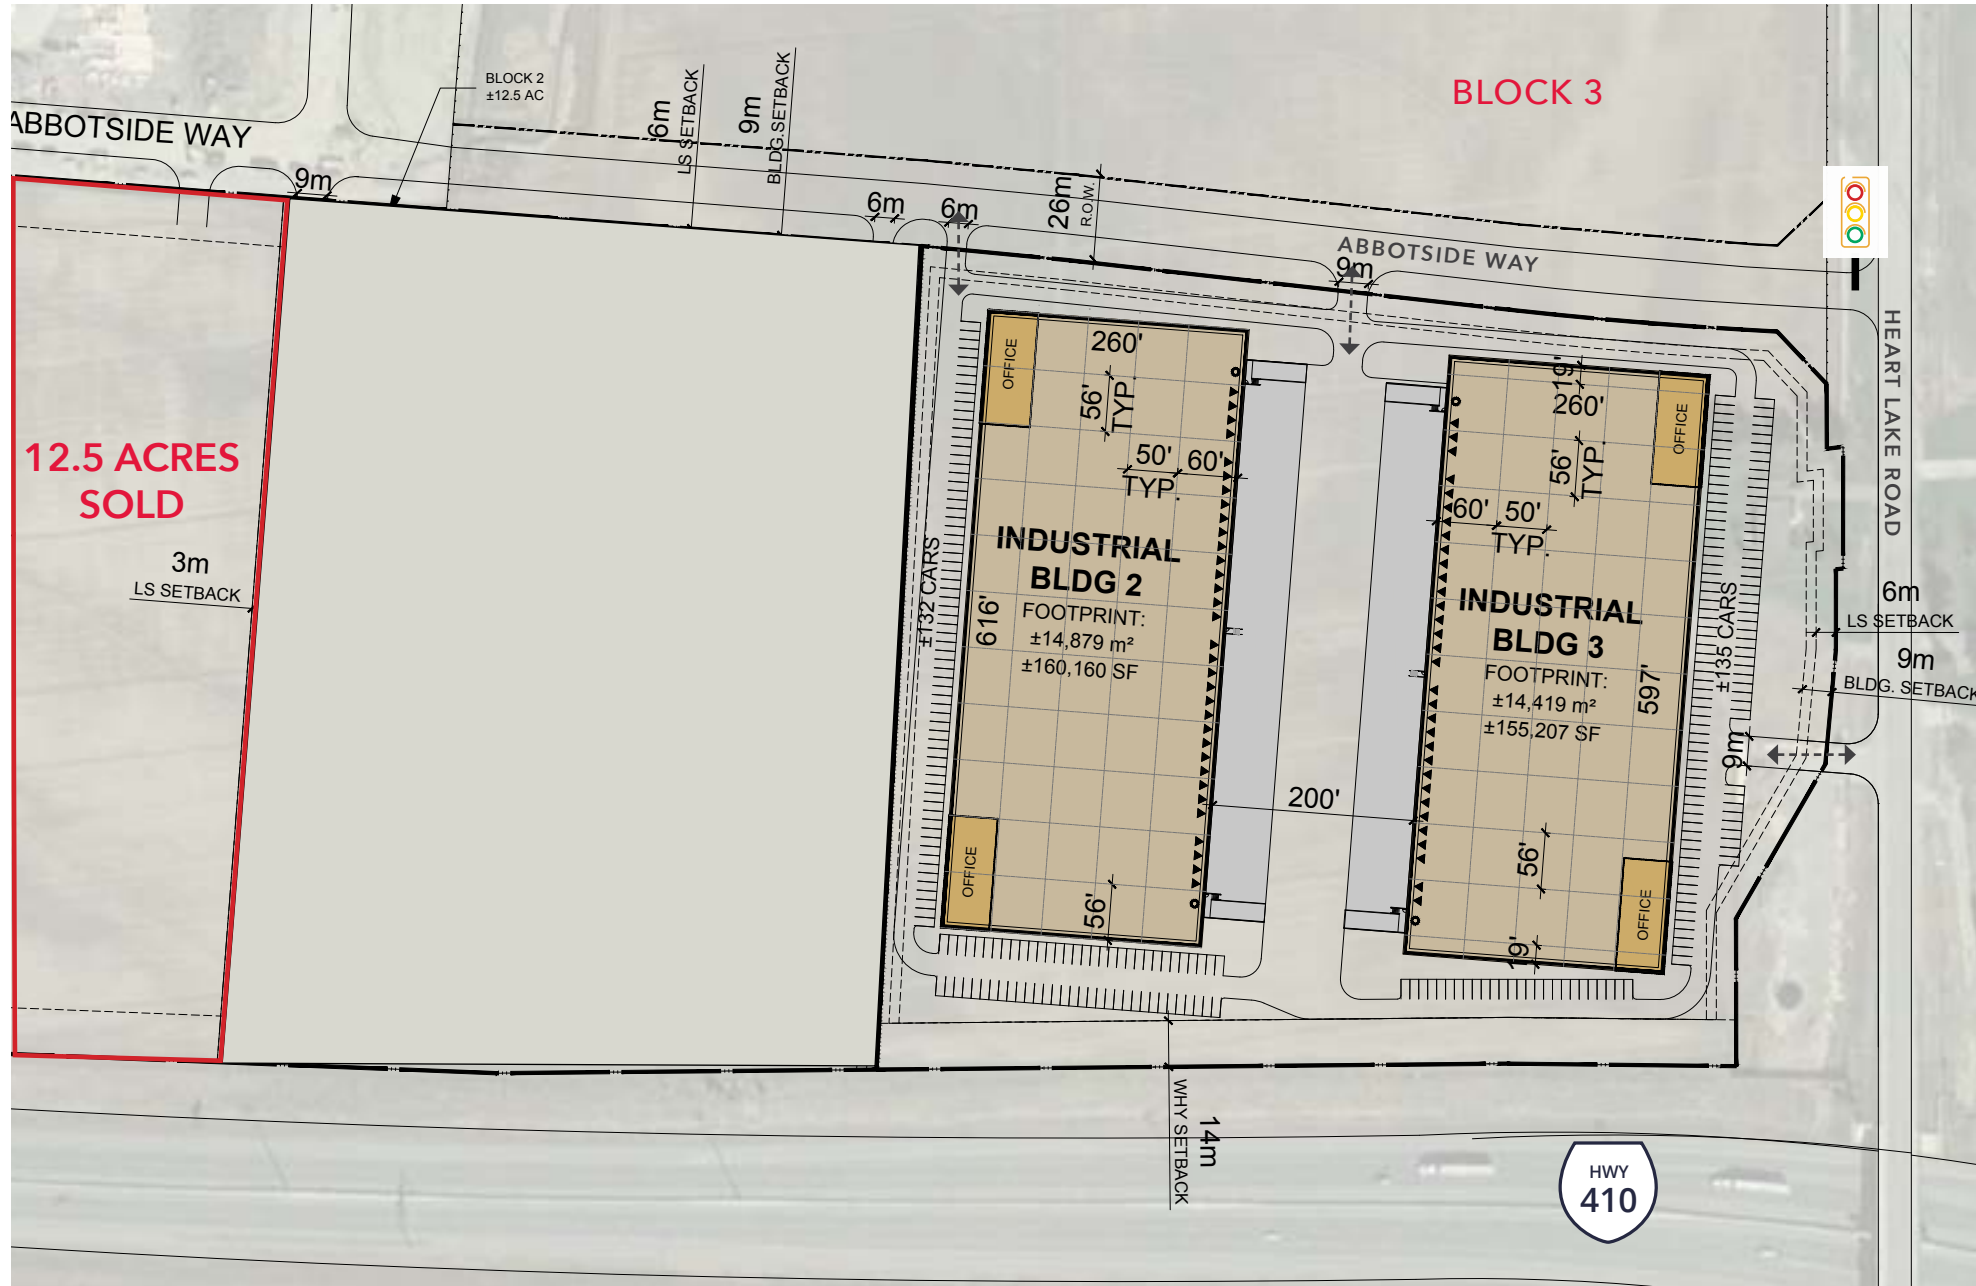 BLOCK 3
BLOCK 2
±12.5 AC
6m
LS SETBACK
9m
BLDG.SETBACK
ABBOTSIDE WAY
9m
6m
6m
26m
R.O.W.
ABBOTSIDE WAY
9m
HEART LAKE ROAD
12.5 ACRES
SOLD
3m
LS SETBACK
OFFICE
260'
56'
TYP.
50'
60'
TYP.
INDUSTRIAL
BLDG 2
FOOTPRINT:
±14,879 m²
±160,160 SF
616'
±132 CARS
OFFICE
56'
200'
19'
260'
OFFICE
56'
TYP.
60'
50'
TYP.
INDUSTRIAL
BLDG 3
FOOTPRINT:
±14,419 m²
±155,207 SF
597'
±135 CARS
9m
56'
19'
OFFICE
6m
LS SETBACK
9m
BLDG. SETBACK
14m
WHY SETBACK
HWY
410